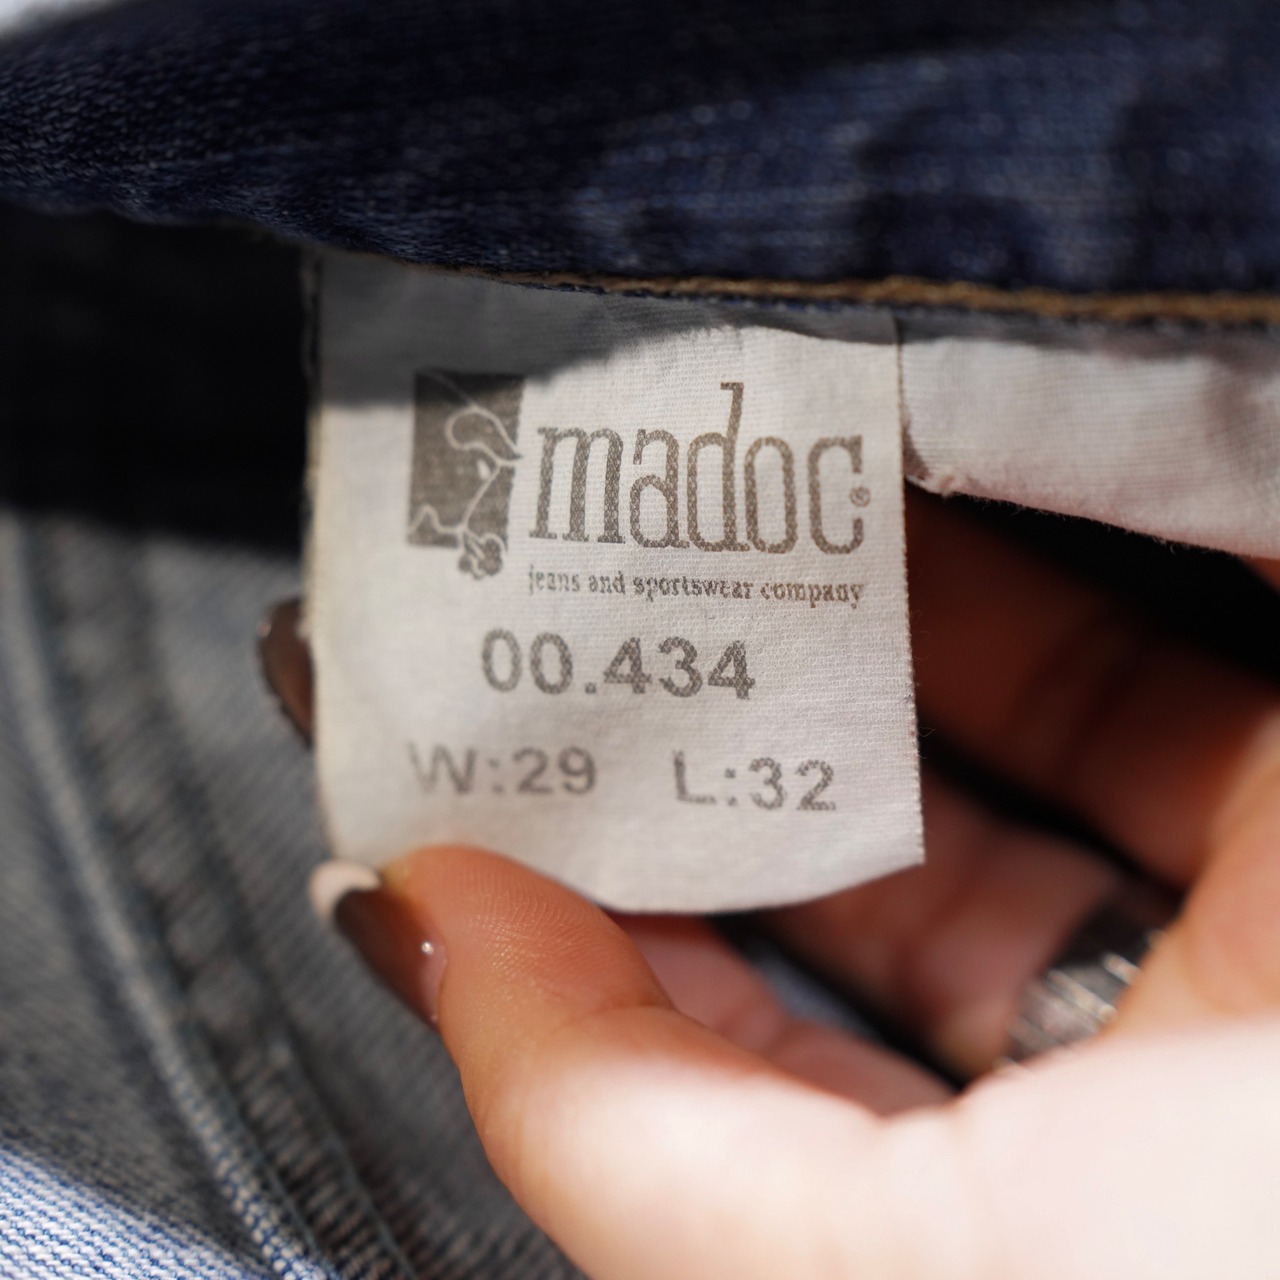 madoc®
jeans and sportswear company
00.434
W:29 L:32